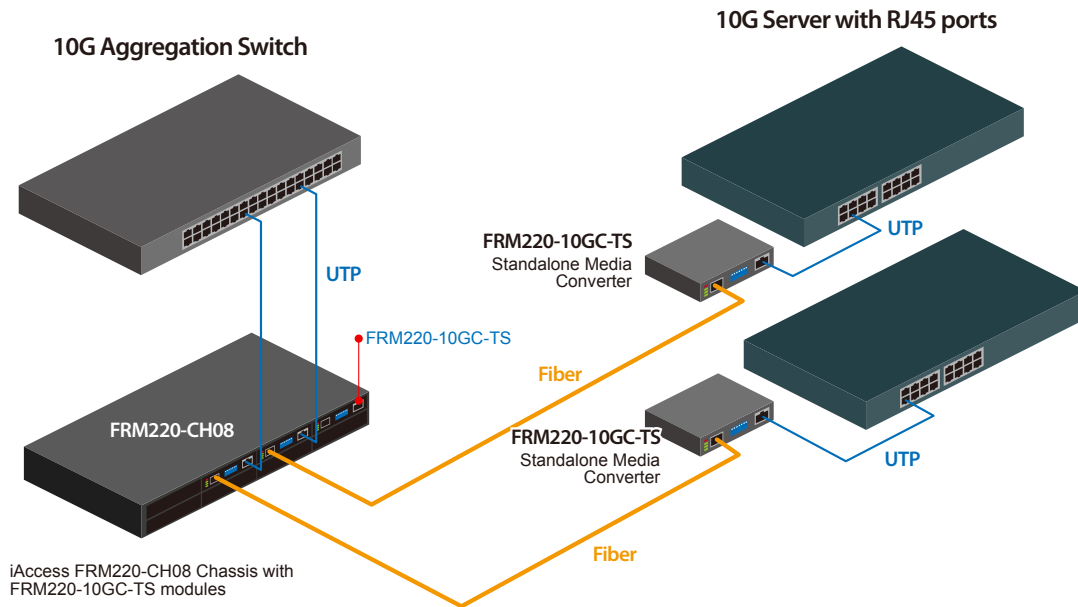 10G Aggregation Switch
10G Server with RJ45 ports
UTP
FRM220-10GC-TS
Standalone Media
Converter
UTP
FRM220-10GC-TS
Fiber
FRM220-CH08
FRM220-10GC-TS
Standalone Media
Converter
UTP
Fiber
iAccess FRM220-CH08 Chassis with
FRM220-10GC-TS modules